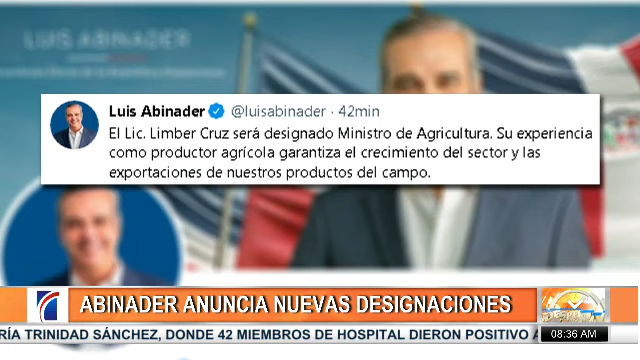 LUIS ABINADER
Luis Abinader @luisabinader · 42min
El Lic. Limber Cruz será designado Ministro de Agricultura. Su experiencia
como productor agrícola garantiza el crecimiento del sector y las
exportaciones de nuestros productos del campo.
ABINADER ANUNCIA NUEVAS DESIGNACIONES
RÍA TRINIDAD SÁNCHEZ, DONDE 42 MIEMBROS DE HOSPITAL DIERON POSITIVO A
08:36 AM